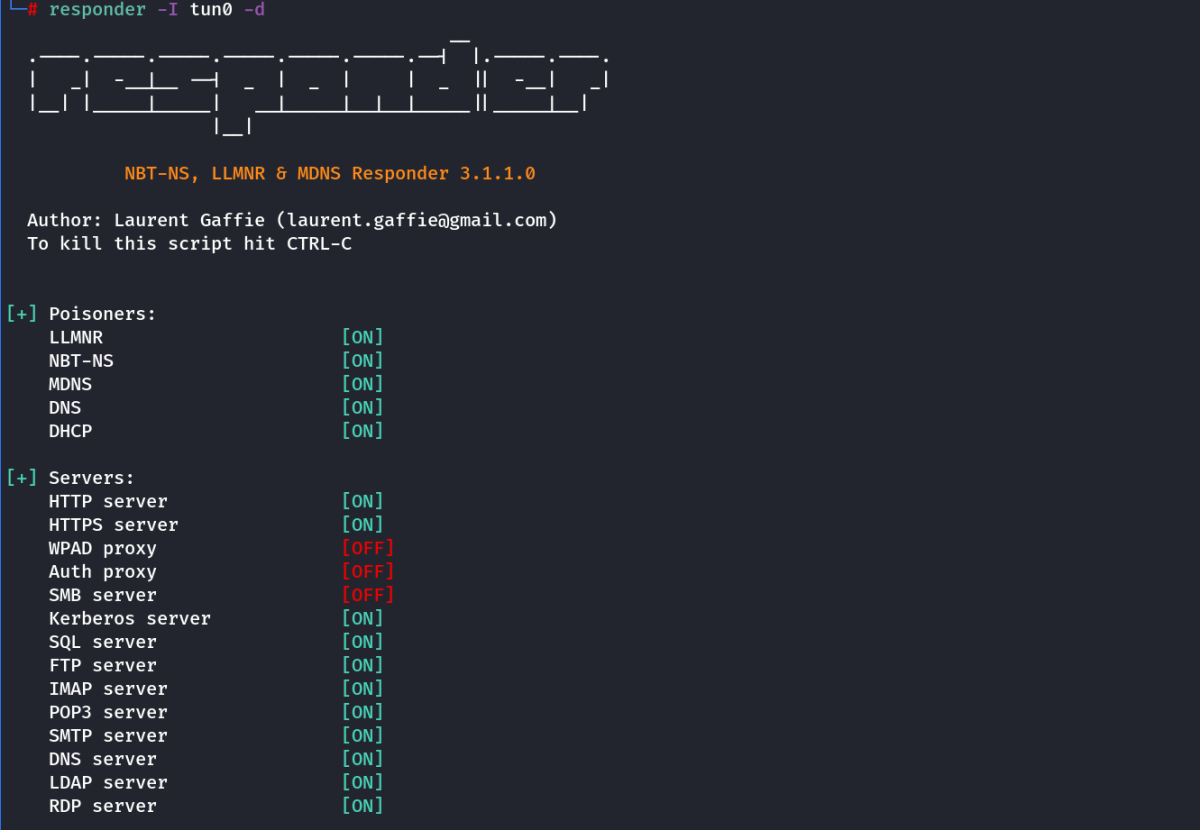 # responder -I tun0 -d
NBT-NS, LLMNR & MDNS Responder 3.1.1.0
Author: Laurent Gaffie (laurent.gaffie@gmail.com)
To kill this script hit CTRL-C
[+] Poisoners:
LLMNR [ON]
NBT-NS [ON]
MDNS [ON]
DNS [ON]
DHCP [ON]
[+] Servers:
HTTP server [ON]
HTTPS server [ON]
WPAD proxy [OFF]
Auth proxy [OFF]
SMB server [OFF]
Kerberos server [ON]
SQL server [ON]
FTP server [ON]
IMAP server [ON]
POP3 server [ON]
SMTP server [ON]
DNS server [ON]
LDAP server [ON]
RDP server [ON]